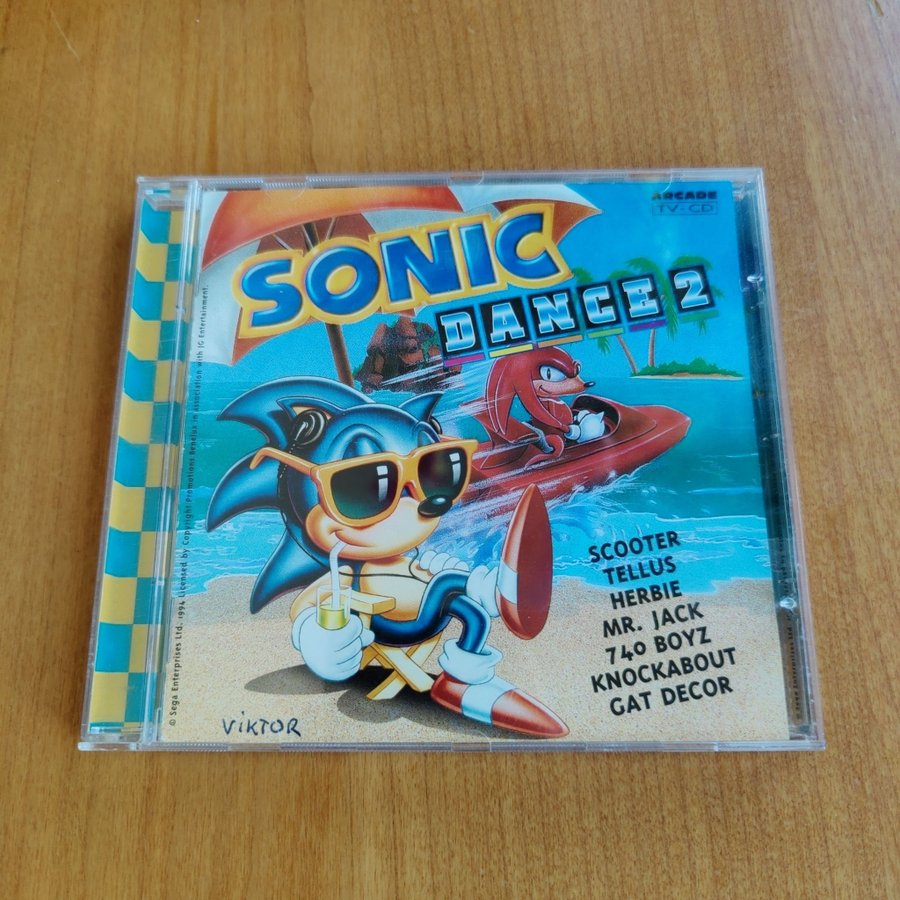 ARCADE
TV-CD
SONIC
DANCE 2
© Sega Enterprises Ltd. 1994 Licensed by Copyright Promotions Benelux in association with JG Entertainment.
SCOOTER
TELLUS
HERBIE
MR. JACK
740 BOYZ
KNOCKABOUT
GAT DECOR
ViKTOR